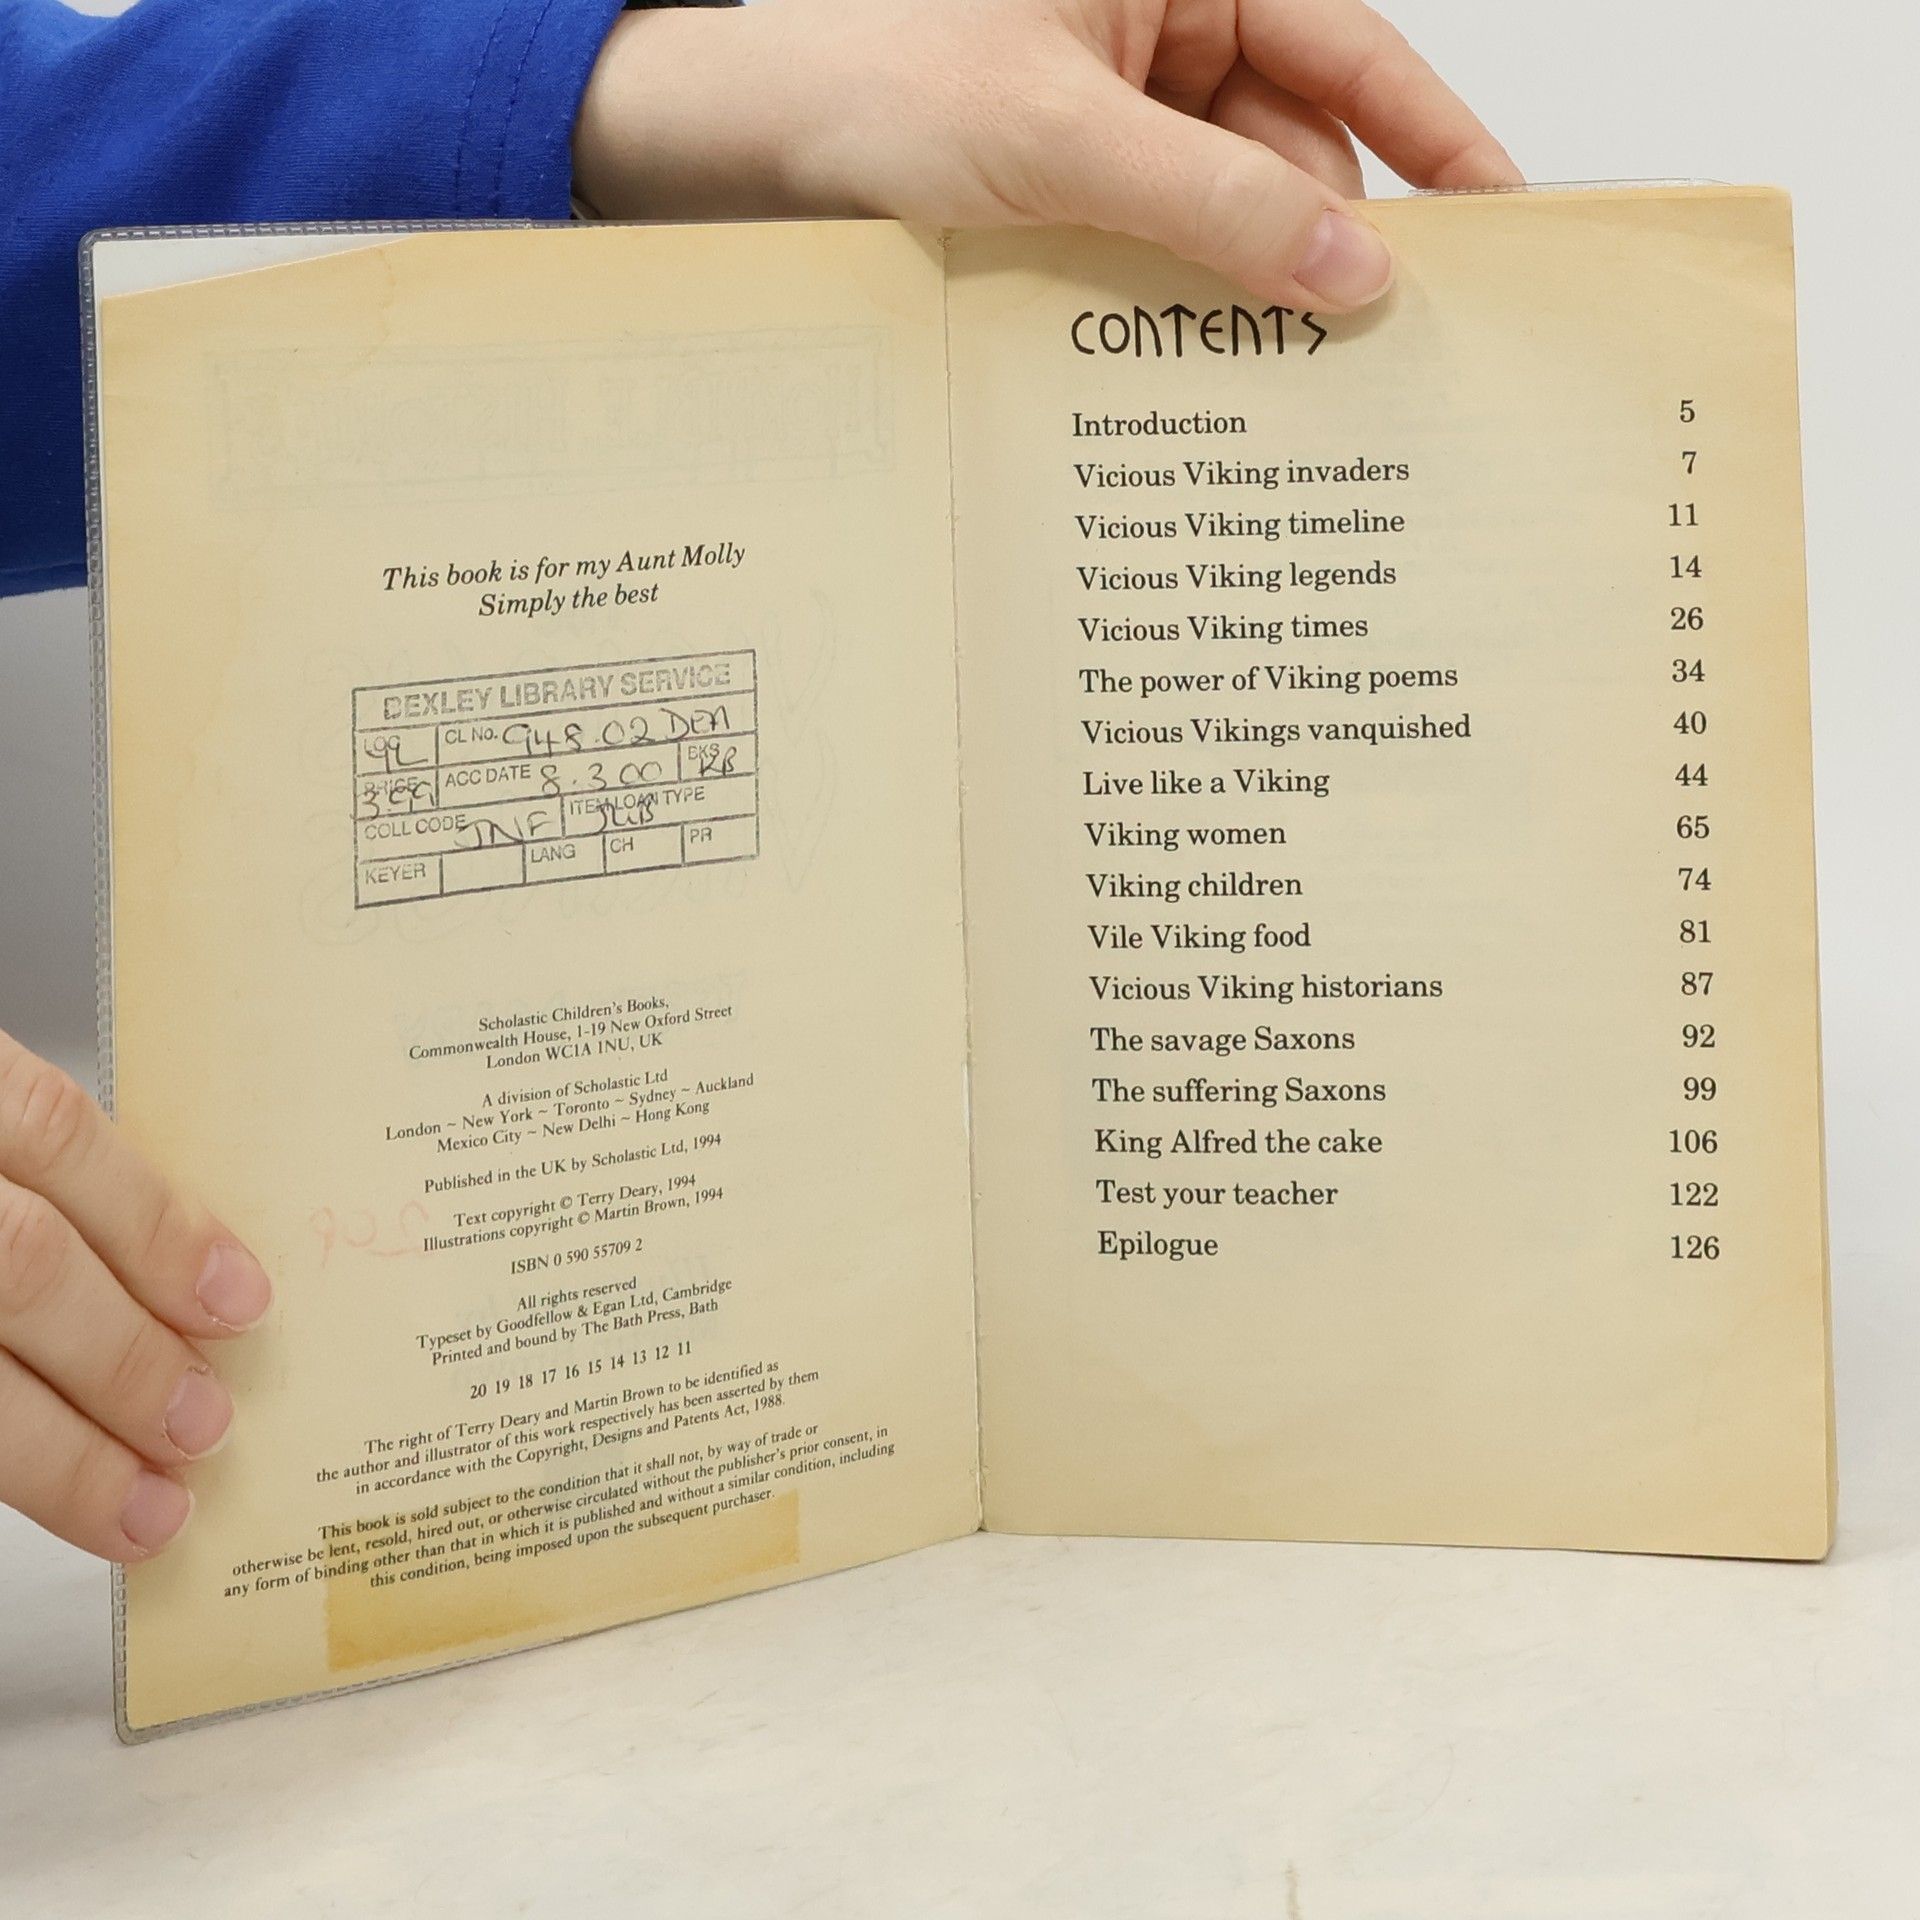 This book is for my Aunt Molly
Simply the best
BEXLEY LIBRARY SERVICE
LOC
CL No. 948.02 DEA
PRICE 3.99
ACC DATE 8.3.00
BKS KB
COLL CODE JNF
ITEM LOAN TYPE
KEYER
LANG
CH
PR
Scholastic Children's Books,
Commonwealth House, 1-19 New Oxford Street
London WC1A 1NU, UK
A division of Scholastic Ltd
London ~ New York ~ Toronto ~ Sydney ~ Auckland
Mexico City ~ New Delhi ~ Hong Kong
Published in the UK by Scholastic Ltd, 1994
Text copyright © Terry Deary, 1994
Illustrations copyright © Martin Brown, 1994
ISBN 0 590 55709 2
All rights reserved
Typeset by Goodfellow & Egan Ltd, Cambridge
Printed and bound by The Bath Press, Bath
20 19 18 17 16 15 14 13 12 11
The right of Terry Deary and Martin Brown to be identified as
the author and illustrator of this work respectively has been asserted by them
in accordance with the Copyright, Designs and Patents Act, 1988.
This book is sold subject to the condition that it shall not, by way of trade or
otherwise be lent, resold, hired out, or otherwise circulated without the publisher's prior consent, in
any form of binding other than that in which it is published and without a similar condition, including
this condition, being imposed upon the subsequent purchaser.
CONTENTS
Introduction 5
Vicious Viking invaders 7
Vicious Viking timeline 11
Vicious Viking legends 14
Vicious Viking times 26
The power of Viking poems 34
Vicious Vikings vanquished 40
Live like a Viking 44
Viking women 65
Viking children 74
Vile Viking food 81
Vicious Viking historians 87
The savage Saxons 92
The suffering Saxons 99
King Alfred the cake 106
Test your teacher 122
Epilogue 126